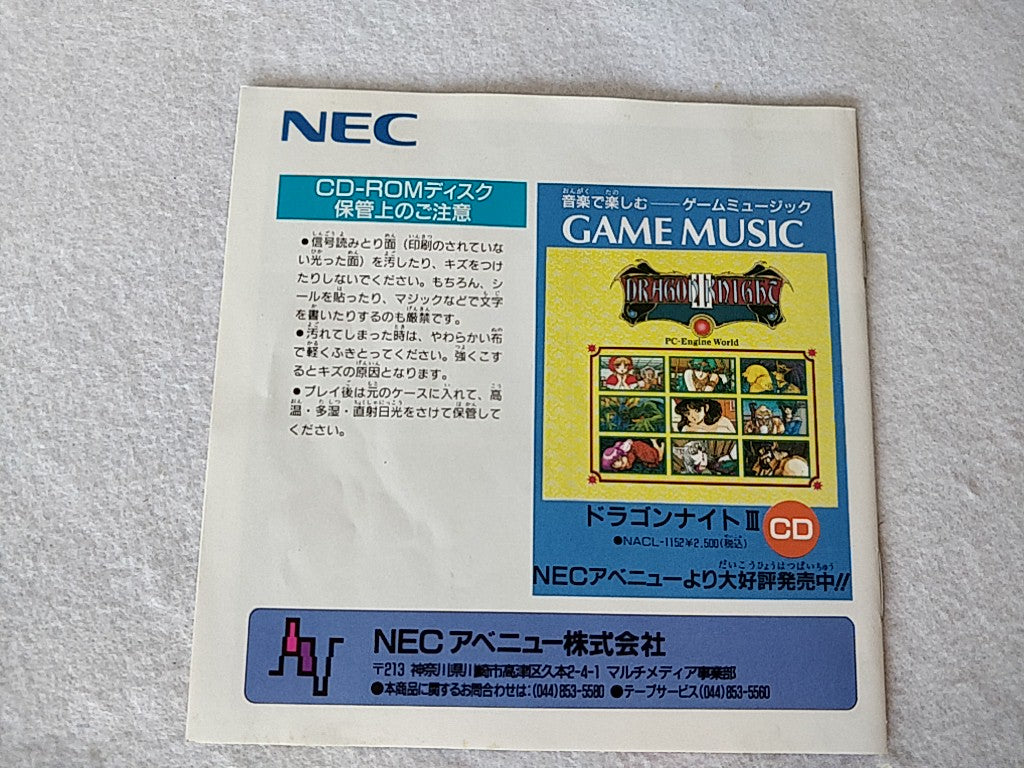 NEC
CD-ROMディスク
保管上のご注意
●信号読みとり面（印刷のされていな
い光った面）を汚したり、キズをつけ
たりしないでください。もちろん、シ
ールを貼ったり、マジックなどで文字
を書いたりするのも厳禁です。
●汚れてしまった時は、やわらかい布
で軽くふきとってください。強くこす
るとキズの原因となります。
●プレイ後は元のケースに入れて、高
温・多湿・直射日光をさけて保管して
ください。
音楽で楽しむ――ゲームミュージック
GAME MUSIC
DRAGON KNIGHT III
PC-Engine World
ドラゴンナイトⅢ
CD
●NACL-1152¥2,500(税込)
NECアベニューより大好評発売中!!
NECアベニュー株式会社
〒213 神奈川県川崎市高津区久本2-4-1 マルチメディア事業部
●本商品に関するお問合わせは:(044)853-5580 ●テープサービス(044)853-5560